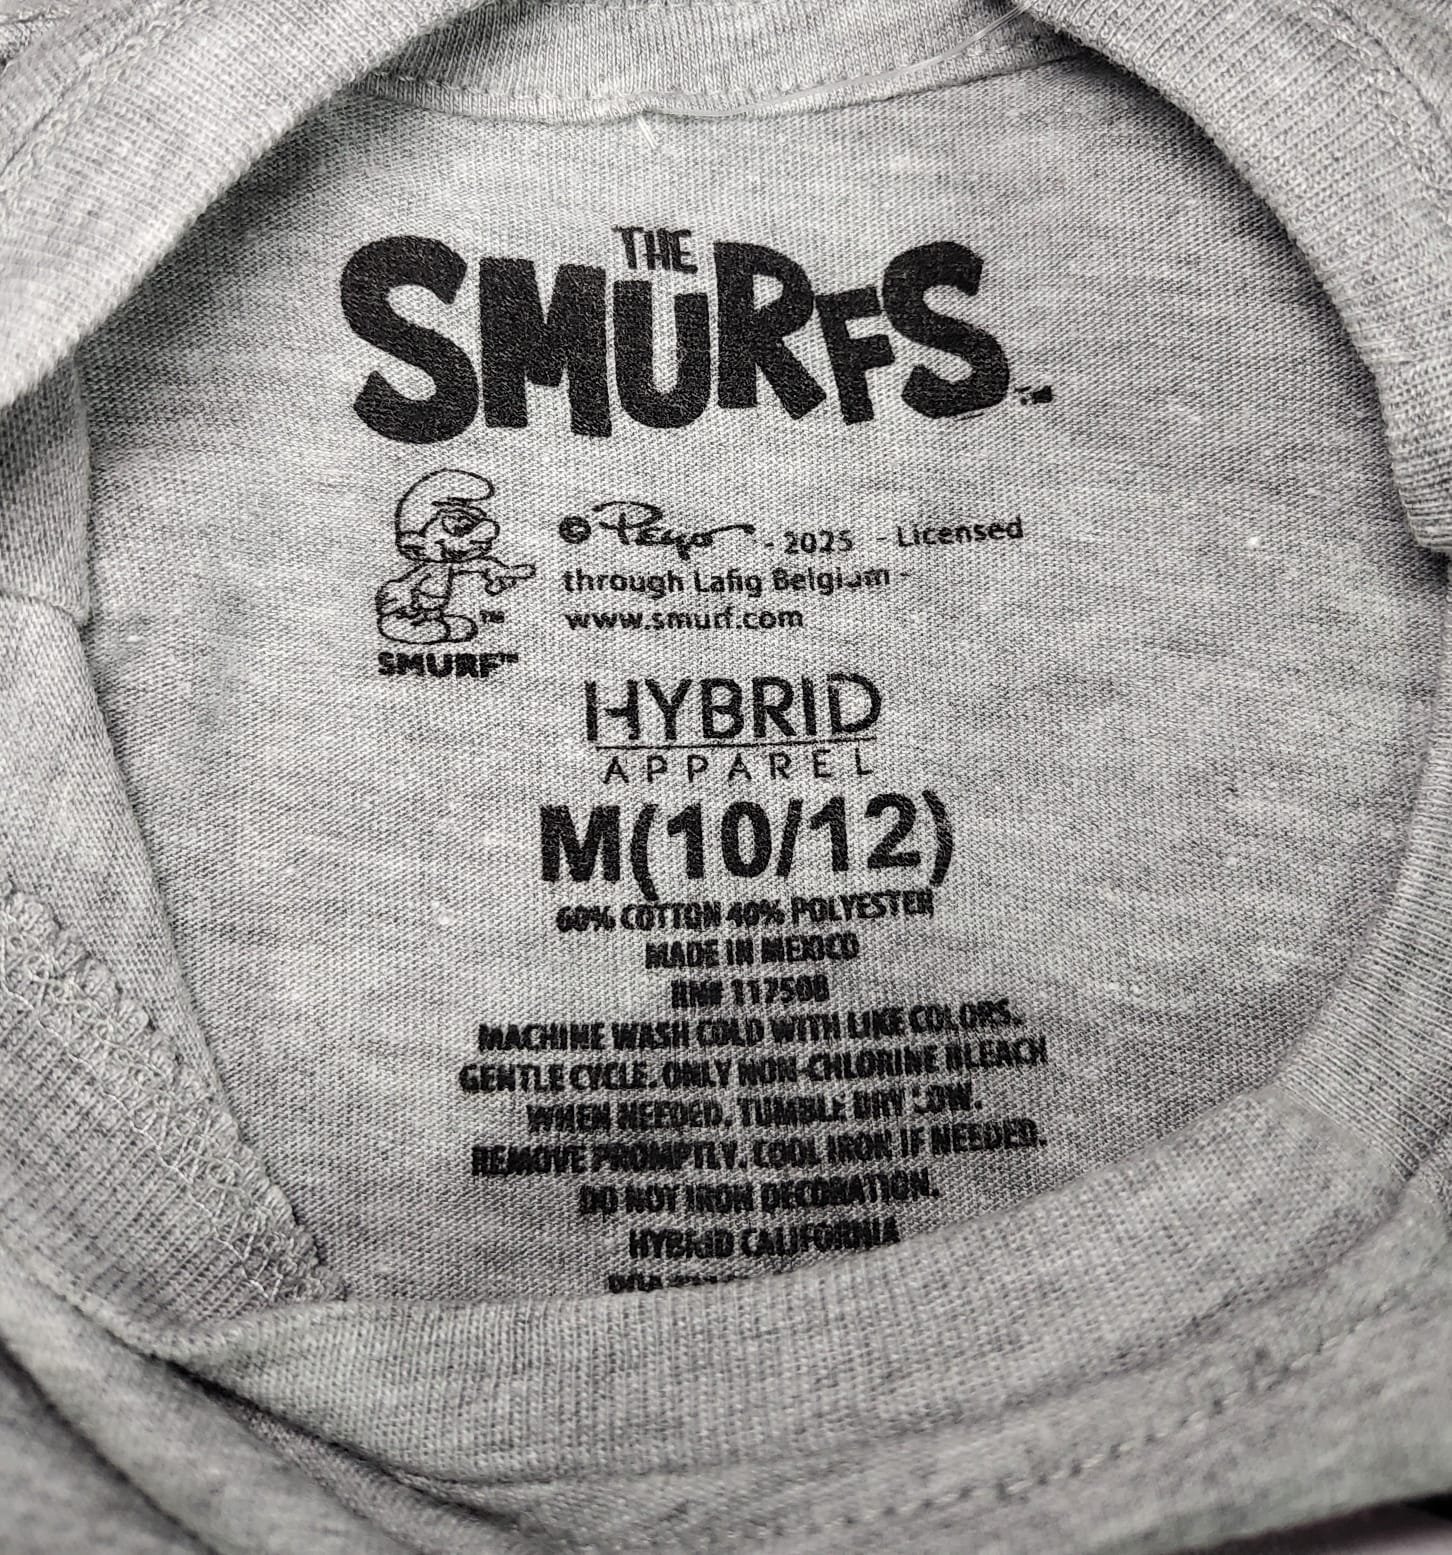 THE
SMURFS™
© Peyo - 2025 - Licensed
through Lafig Belgium -
www.smurf.com
™
SMURF™
HYBRID
APPAREL
M(10/12)
60% COTTON 40% POLYESTER
MADE IN MEXICO
RN# 117508
MACHINE WASH COLD WITH LIKE COLORS.
GENTLE CYCLE. ONLY NON-CHLORINE BLEACH
WHEN NEEDED. TUMBLE DRY LOW.
REMOVE PROMPTLY. COOL IRON IF NEEDED.
DO NOT IRON DECORATION.
HYBRID CALIFORNIA